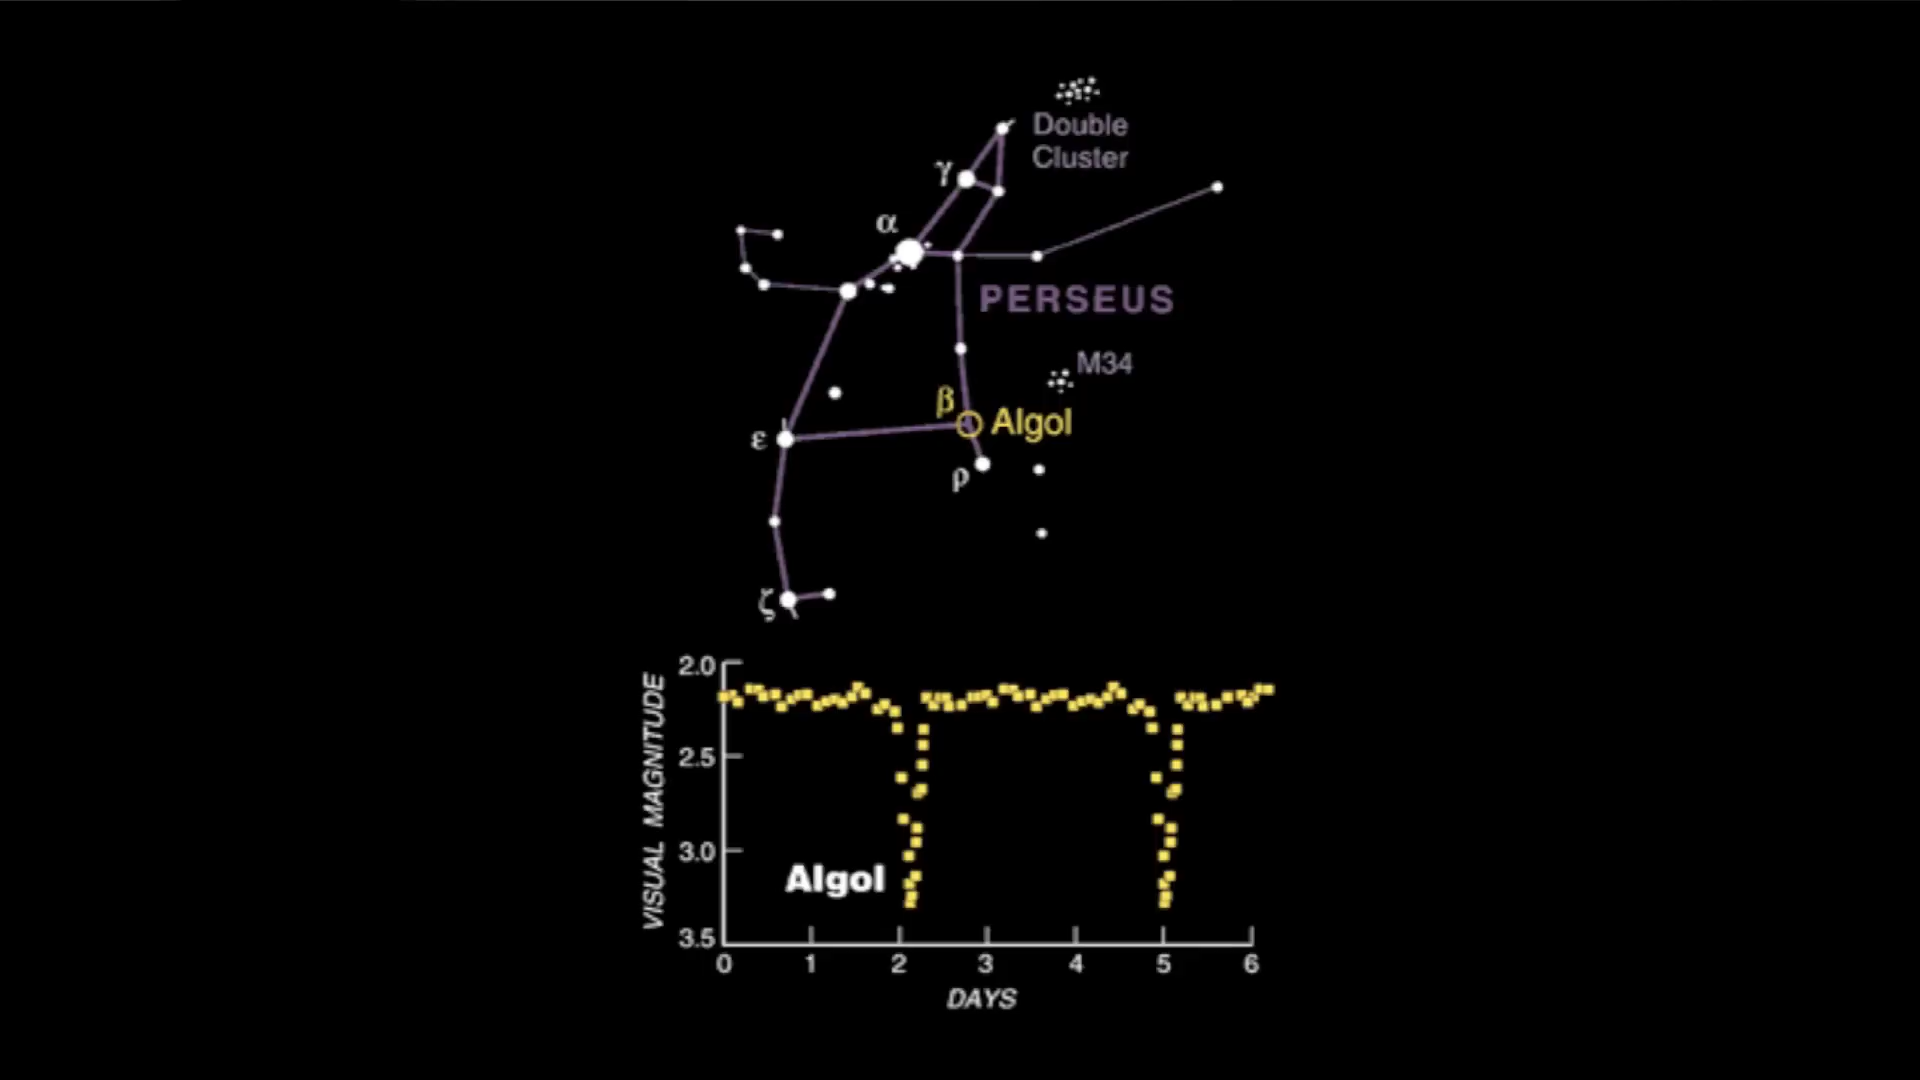 Double
Cluster
γ
α
PERSEUS
M34
β
Algol
ε
ρ
ζ
VISUAL MAGNITUDE
2.0
2.5
3.0
3.5
Algol
0 1 2 3 4 5 6
DAYS